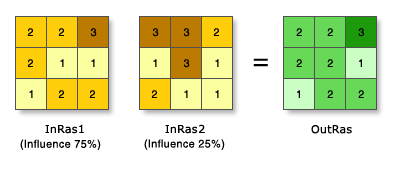 2 2 3 3 3 2 2 2 3
2 1 1 1 3 1 = 2 2 1
1 2 2 2 1 1 1 2 2
InRas1 InRas2 OutRas
(Influence 75%) (Influence 25%)